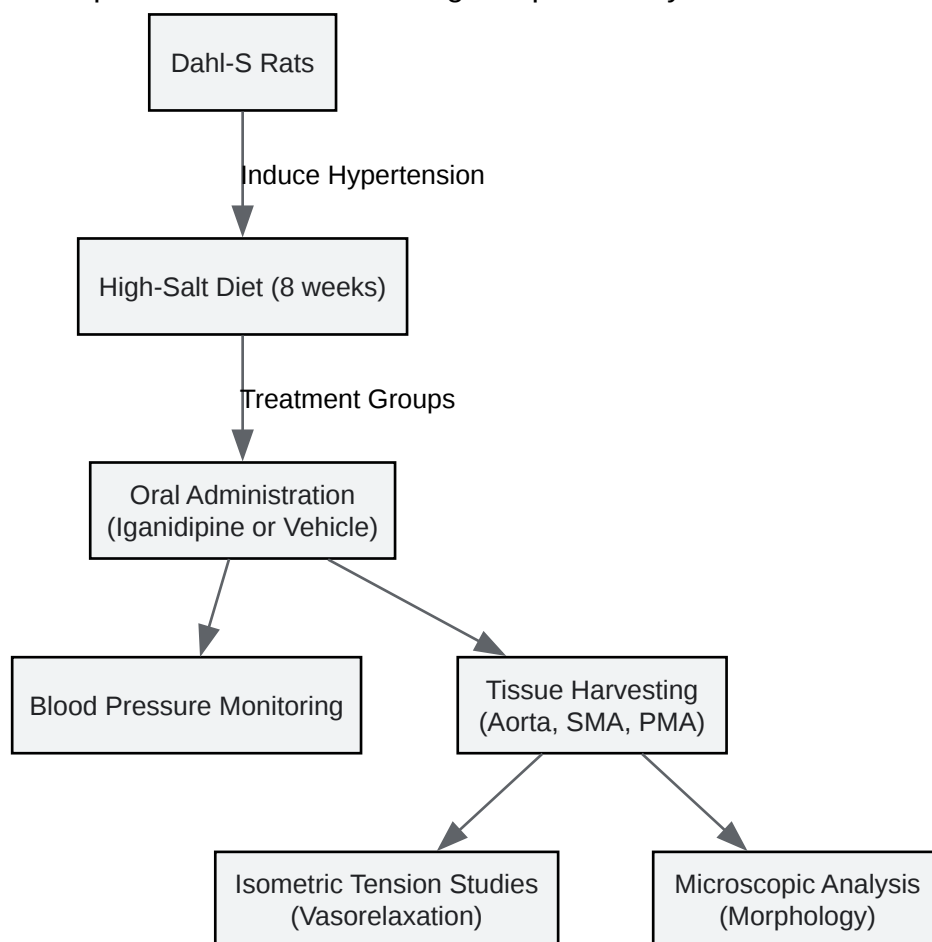 Dahl-S Rats
Induce Hypertension
High-Salt Diet (8 weeks)
Treatment Groups
Oral Administration
(Iganidipine or Vehicle)
Blood Pressure Monitoring
Tissue Harvesting
(Aorta, SMA, PMA)
Isometric Tension Studies
(Vasorelaxation)
Microscopic Analysis
(Morphology)